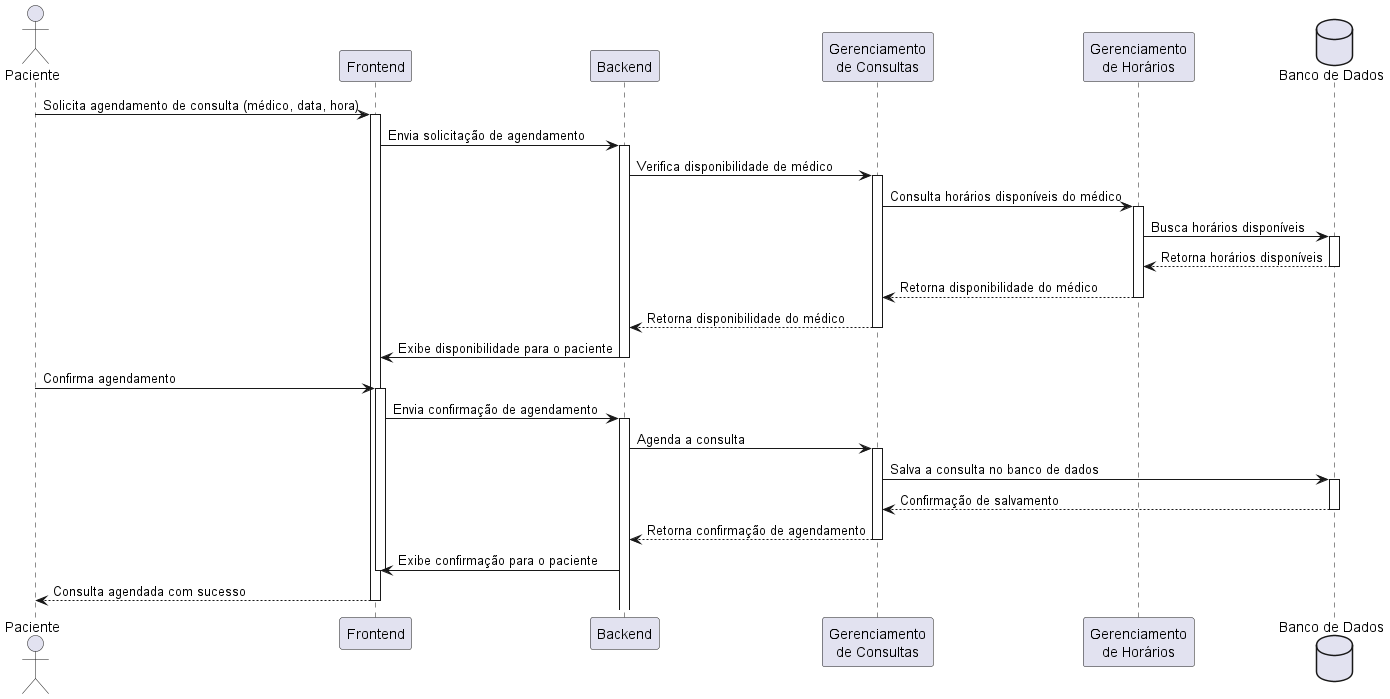 Paciente
Frontend
Backend
Gerenciamento
de Consultas
Gerenciamento
de Horários
Banco de Dados
Solicita agendamento de consulta (médico, data, hora)
Envia solicitação de agendamento
Verifica disponibilidade de médico
Consulta horários disponíveis do médico
Busca horários disponíveis
Retorna horários disponíveis
Retorna disponibilidade do médico
Retorna disponibilidade do médico
Exibe disponibilidade para o paciente
Confirma agendamento
Envia confirmação de agendamento
Agenda a consulta
Salva a consulta no banco de dados
Confirmação de salvamento
Retorna confirmação de agendamento
Exibe confirmação para o paciente
Consulta agendada com sucesso
Paciente
Frontend
Backend
Gerenciamento
de Consultas
Gerenciamento
de Horários
Banco de Dados